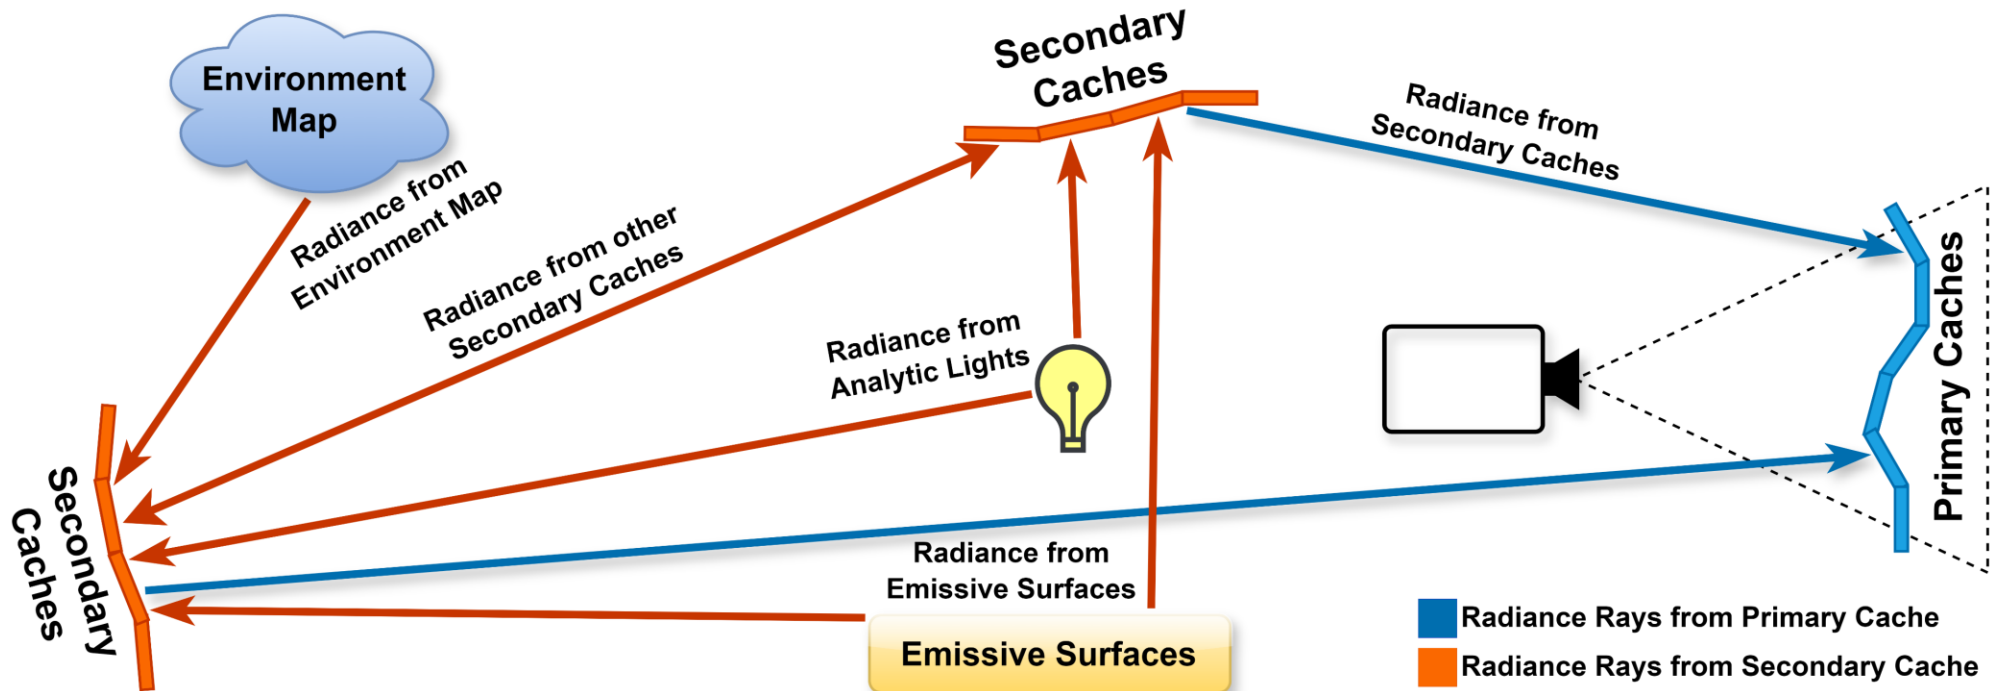 Environment
Map
Secondary
Caches
Radiance from
Secondary Caches
Radiance from
Environment Map
Radiance from other
Secondary Caches
Radiance from
Analytic Lights
Primary Caches
Secondary
Caches
Radiance from
Emissive Surfaces
Emissive Surfaces
Radiance Rays from Primary Cache
Radiance Rays from Secondary Cache